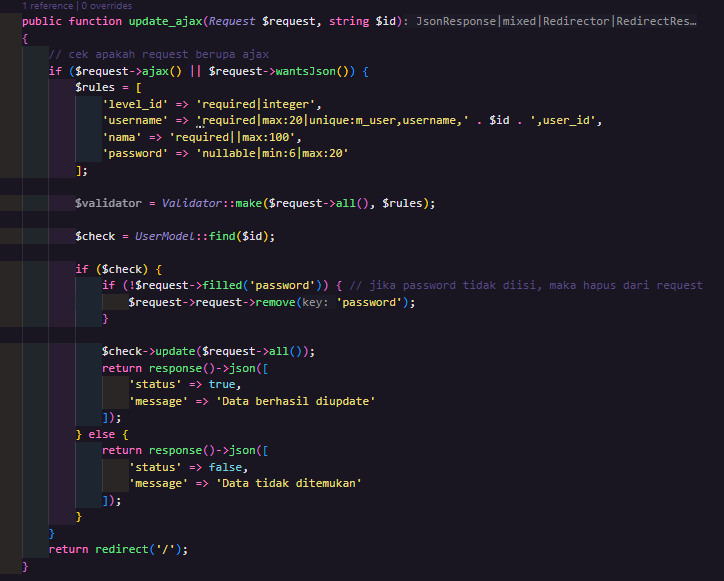 1 reference | 0 overrides
public function update_ajax(Request $request, string $id): JsonResponse|mixed|Redirector|RedirectRes…
{
// cek apakah request berupa ajax
if ($request->ajax() || $request->wantsJson()) {
$rules = [
'level_id' => 'required|integer',
'username' => 'required|max:20|unique:m_user,username,' . $id . ',user_id',
'nama' => 'required||max:100',
'password' => 'nullable|min:6|max:20'
];
$validator = Validator::make($request->all(), $rules);
$check = UserModel::find($id);
if ($check) {
if (!$request->filled('password')) { // jika password tidak diisi, maka hapus dari request
$request->request->remove(key: 'password');
}
$check->update($request->all());
return response()->json([
'status' => true,
'message' => 'Data berhasil diupdate'
]);
} else {
return response()->json([
'status' => false,
'message' => 'Data tidak ditemukan'
]);
}
}
return redirect('/');
}